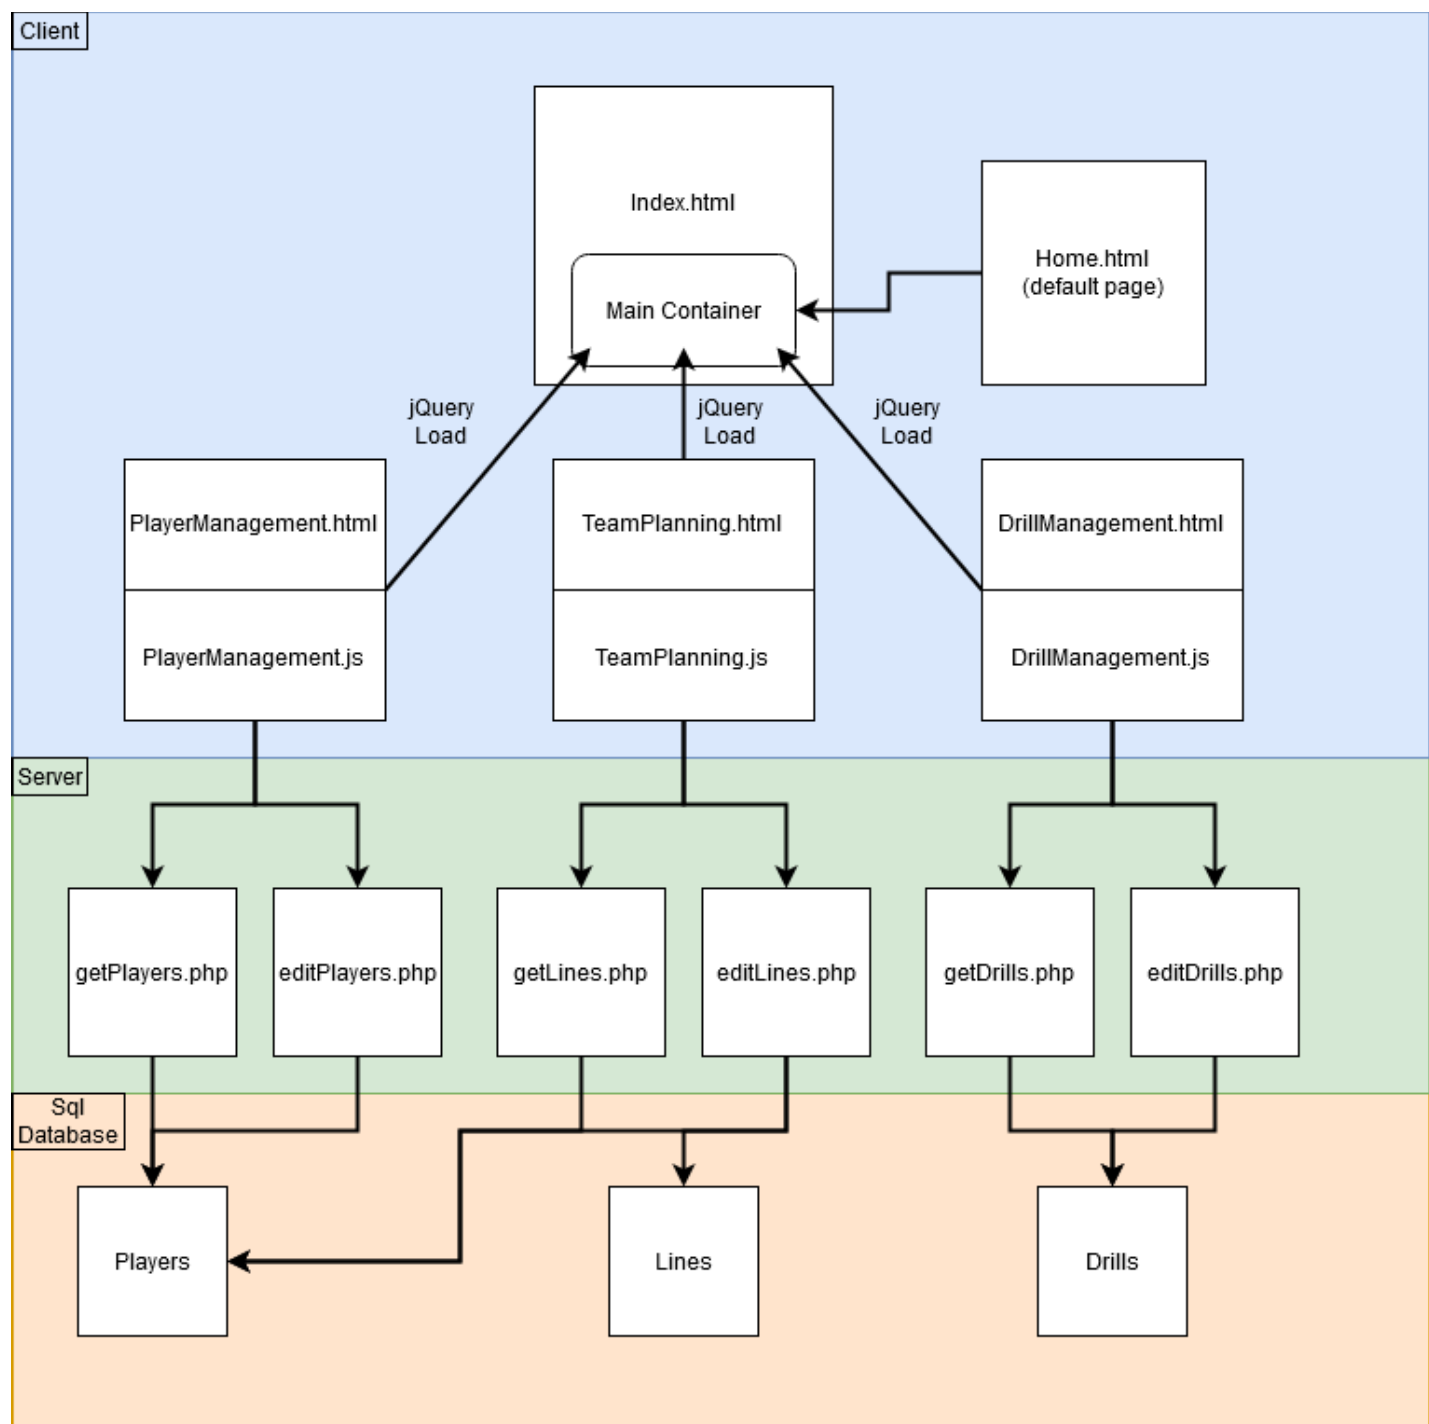 Client
Index.html
Main Container
Home.html
(default page)
jQuery
Load
jQuery
Load
jQuery
Load
PlayerManagement.html
TeamPlanning.html
DrillManagement.html
PlayerManagement.js
TeamPlanning.js
DrillManagement.js
Server
getPlayers.php
editPlayers.php
getLines.php
editLines.php
getDrills.php
editDrills.php
Sql
Database
Players
Lines
Drills